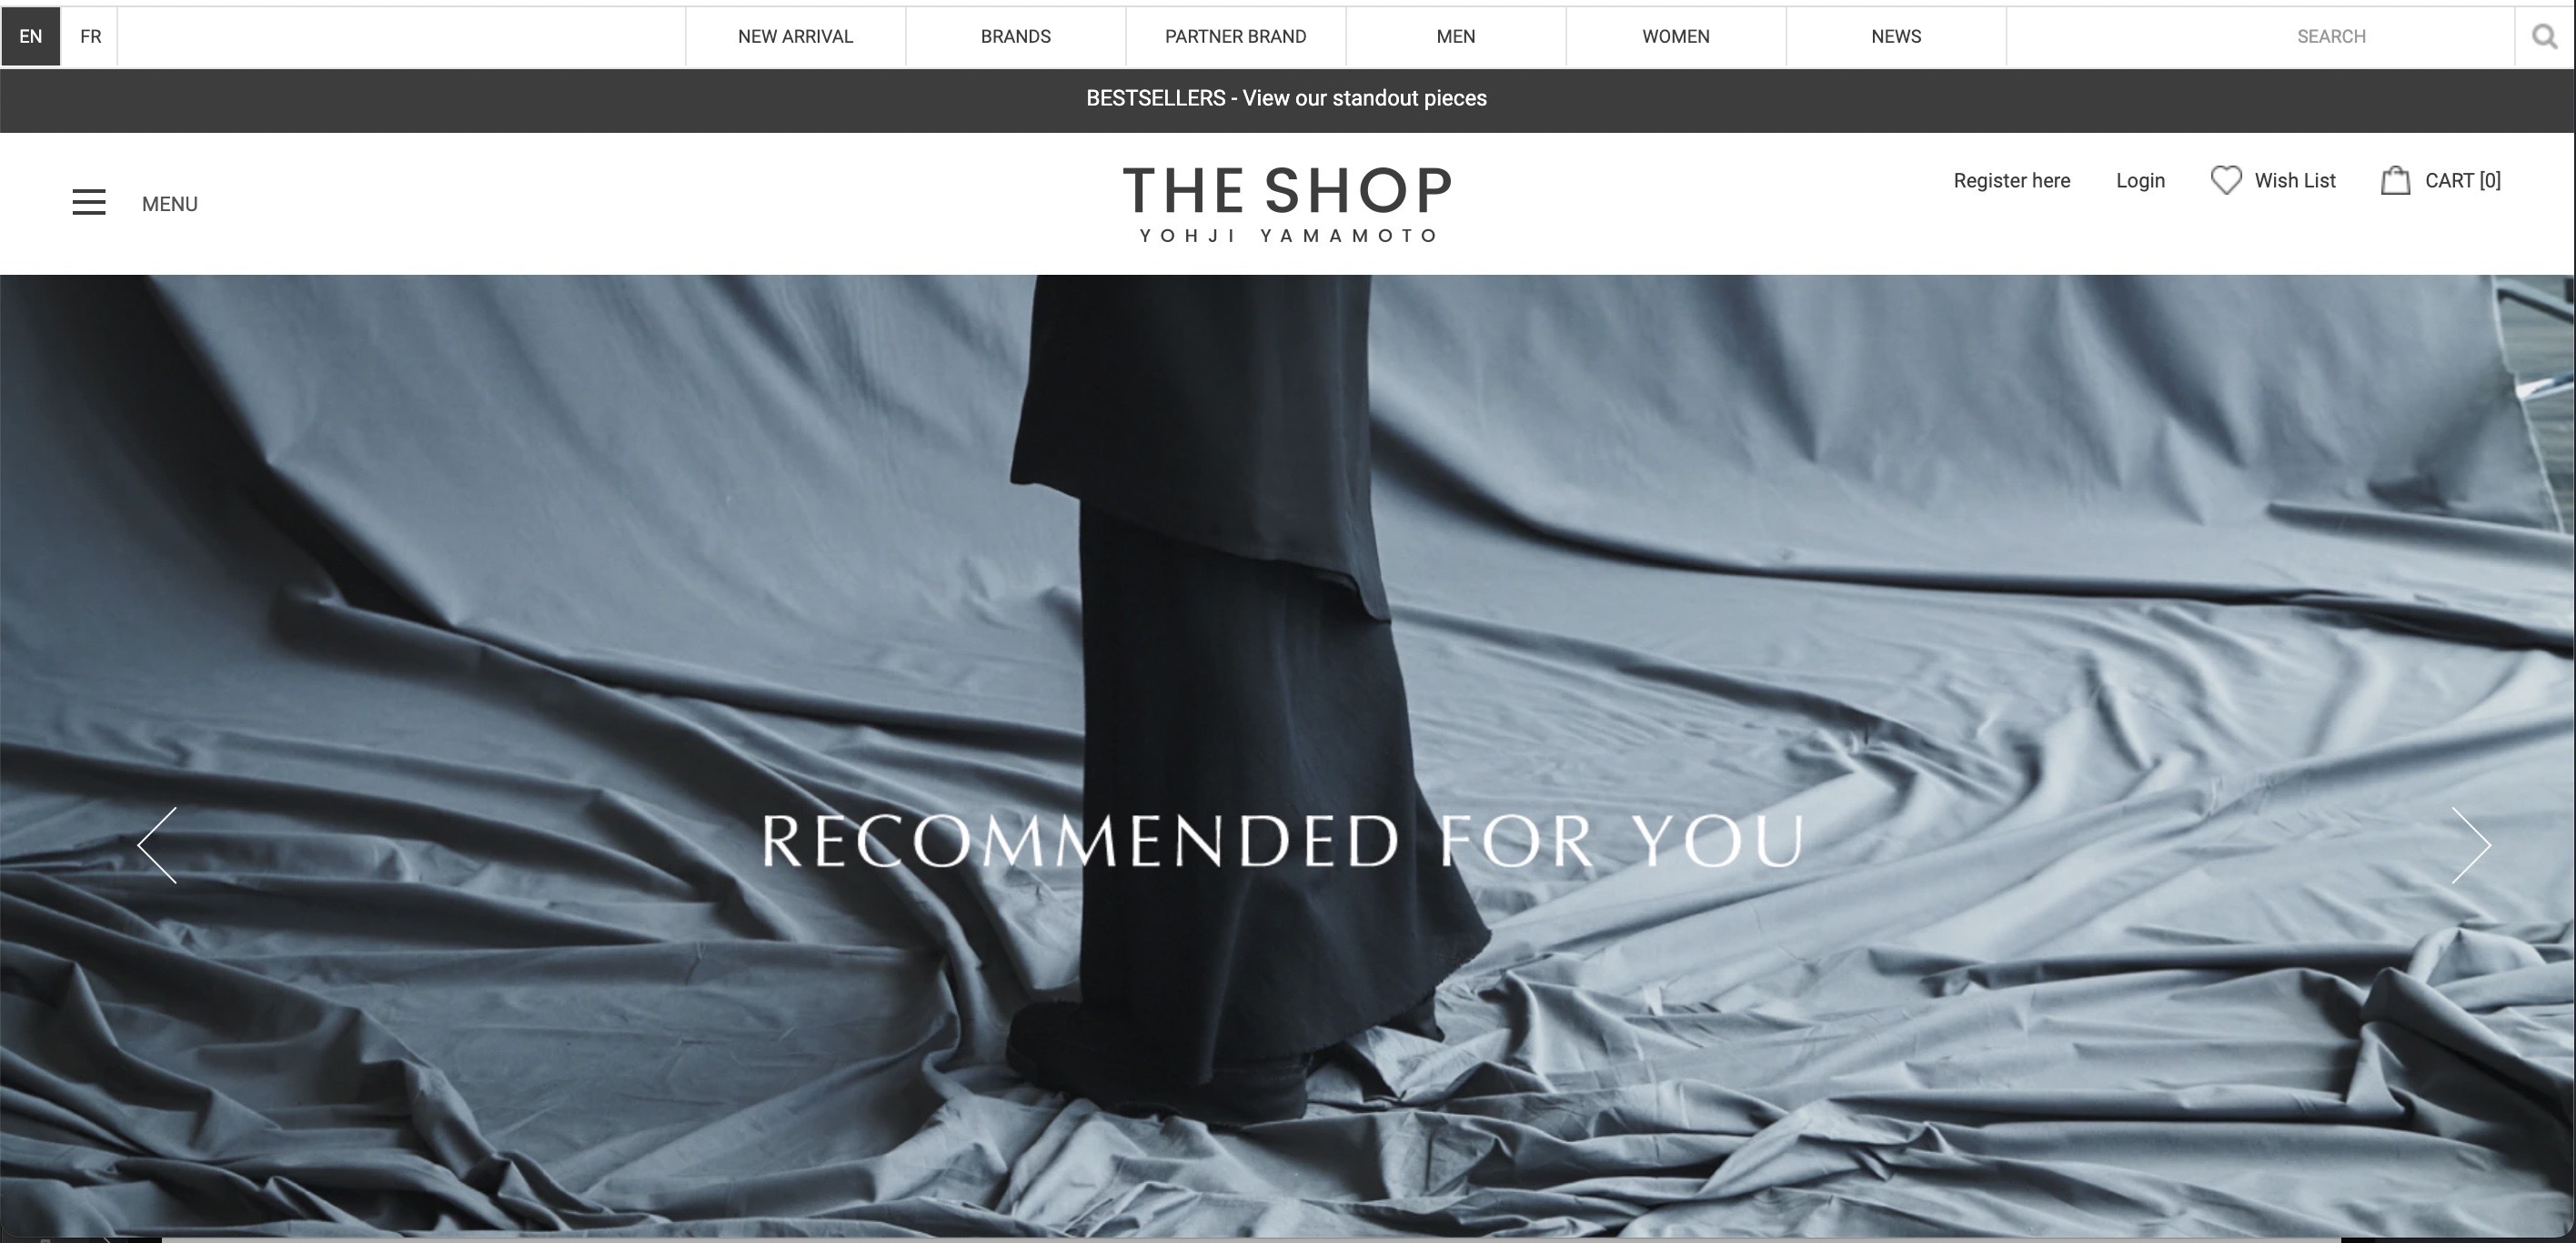 EN FR NEW ARRIVAL BRANDS PARTNER BRAND MEN WOMEN NEWS SEARCH
BESTSELLERS - View our standout pieces
MENU
THE SHOP
YOHJI YAMAMOTO
Register here Login Wish List CART [0]
RECOMMENDED FOR YOU